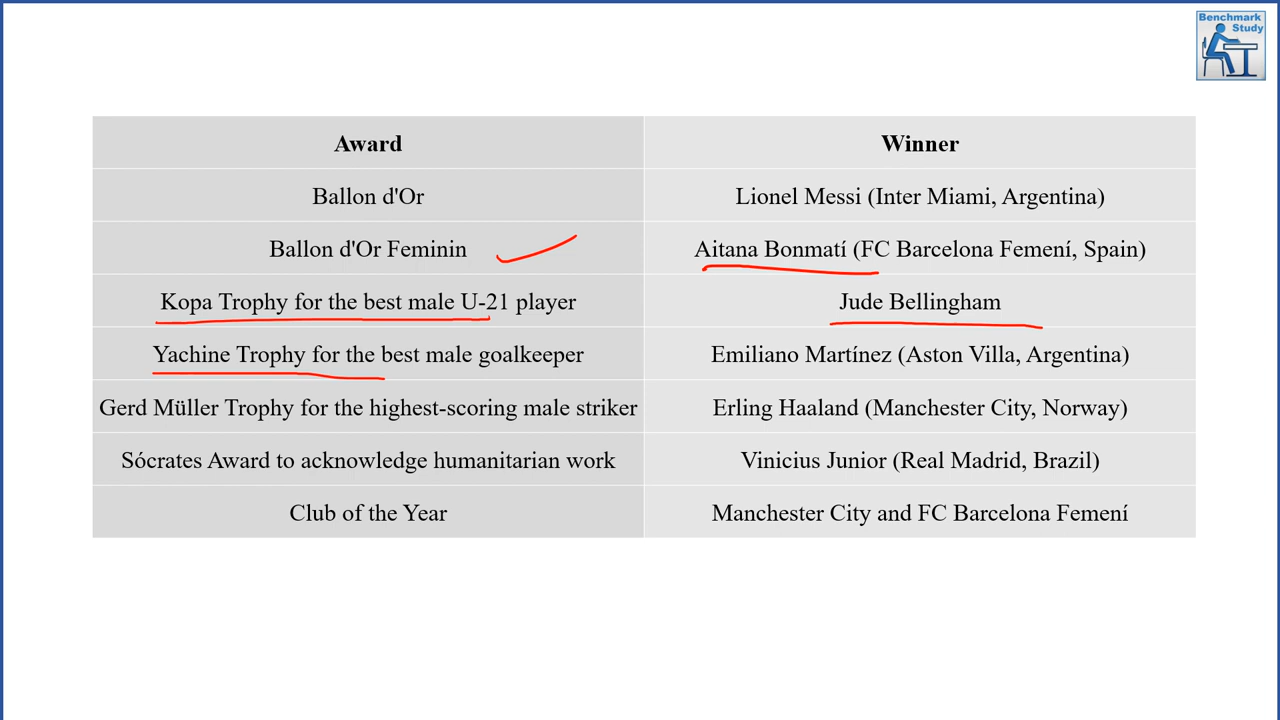 Benchmark
Study
Award
Winner
Ballon d'Or
Lionel Messi (Inter Miami, Argentina)
Ballon d'Or Feminin
Aitana Bonmatí (FC Barcelona Femení, Spain)
Kopa Trophy for the best male U-21 player
Jude Bellingham
Yachine Trophy for the best male goalkeeper
Emiliano Martínez (Aston Villa, Argentina)
Gerd Müller Trophy for the highest-scoring male striker
Erling Haaland (Manchester City, Norway)
Sócrates Award to acknowledge humanitarian work
Vinicius Junior (Real Madrid, Brazil)
Club of the Year
Manchester City and FC Barcelona Femení